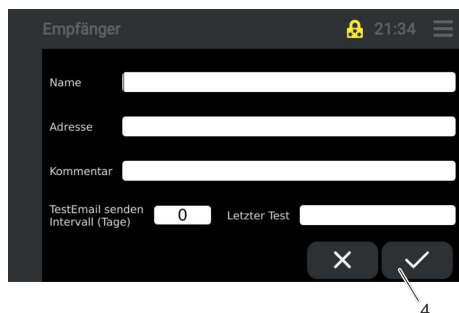 Empfänger 21:34
Name
Adresse
Kommentar
TestEmail senden
Intervall (Tage) 0 Letzter Test
4